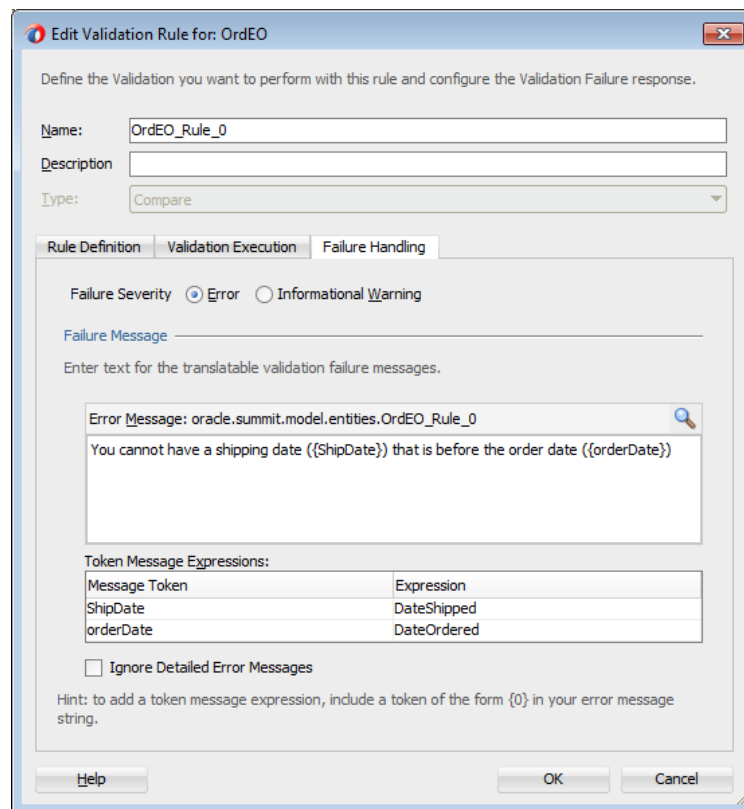 Edit Validation Rule for: OrdEO
Define the Validation you want to perform with this rule and configure the Validation Failure response.
Name: OrdEO_Rule_0
Description
Type: Compare
Rule Definition Validation Execution Failure Handling
Failure Severity Error Informational Warning
Failure Message
Enter text for the translatable validation failure messages.
Error Message: oracle.summit.model.entities.OrdEO_Rule_0
You cannot have a shipping date ({ShipDate}) that is before the order date ({orderDate})
Token Message Expressions:
Message Token Expression
ShipDate DateShipped
orderDate DateOrdered
Ignore Detailed Error Messages
Hint: to add a token message expression, include a token of the form {0} in your error message
string.
Help OK Cancel